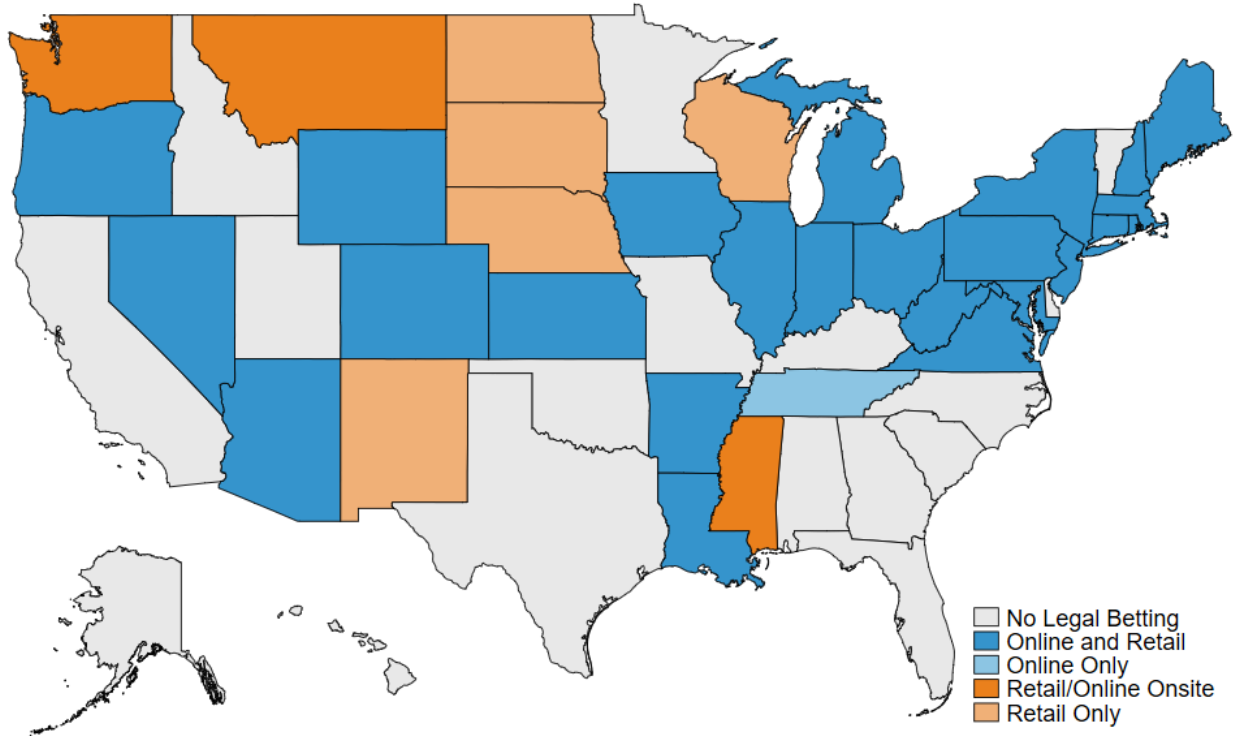 No Legal Betting
Online and Retail
Online Only
Retail/Online Onsite
Retail Only